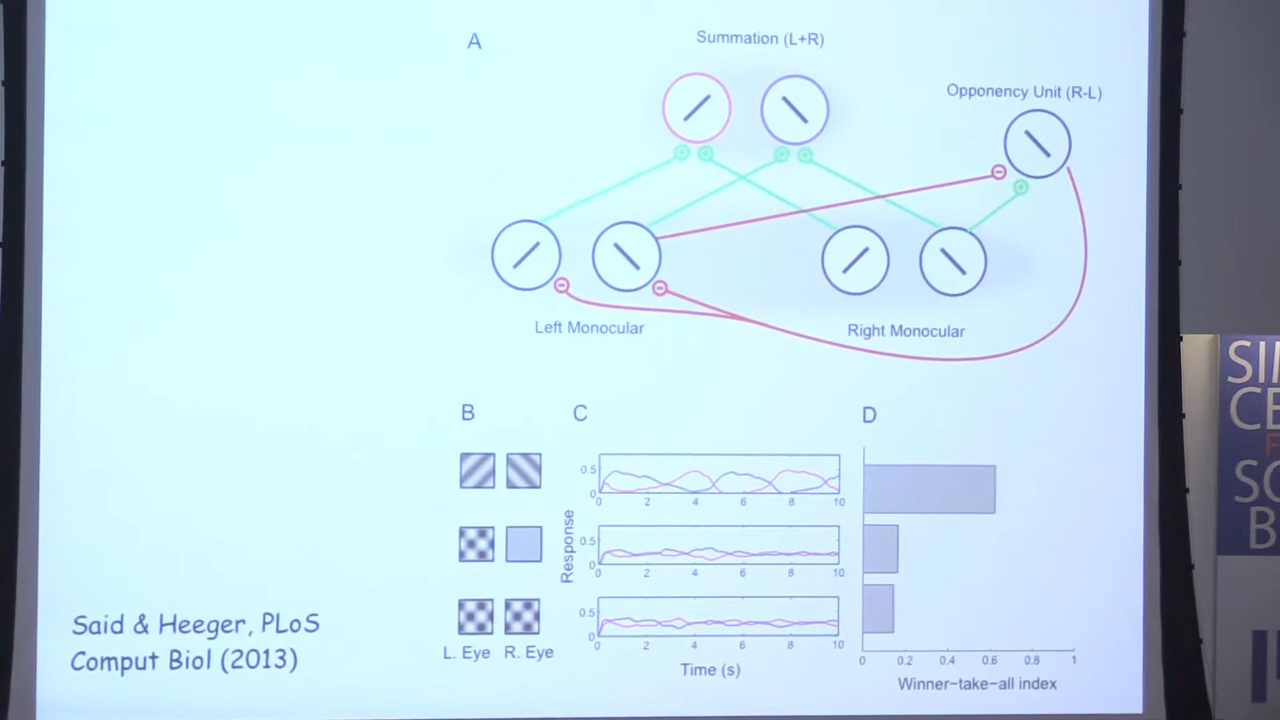 A
Summation (L+R)
Opponency Unit (R-L)
Left Monocular
Right Monocular
B
C
D
Response
0.5
0
0 2 4 6 8 10
0.5
0
0 2 4 6 8 10
0.5
0
0 2 4 6 8 10
Time (s)
L. Eye R. Eye
0 0.2 0.4 0.6 0.8 1
Winner-take-all index
Said & Heeger, PLoS
Comput Biol (2013)